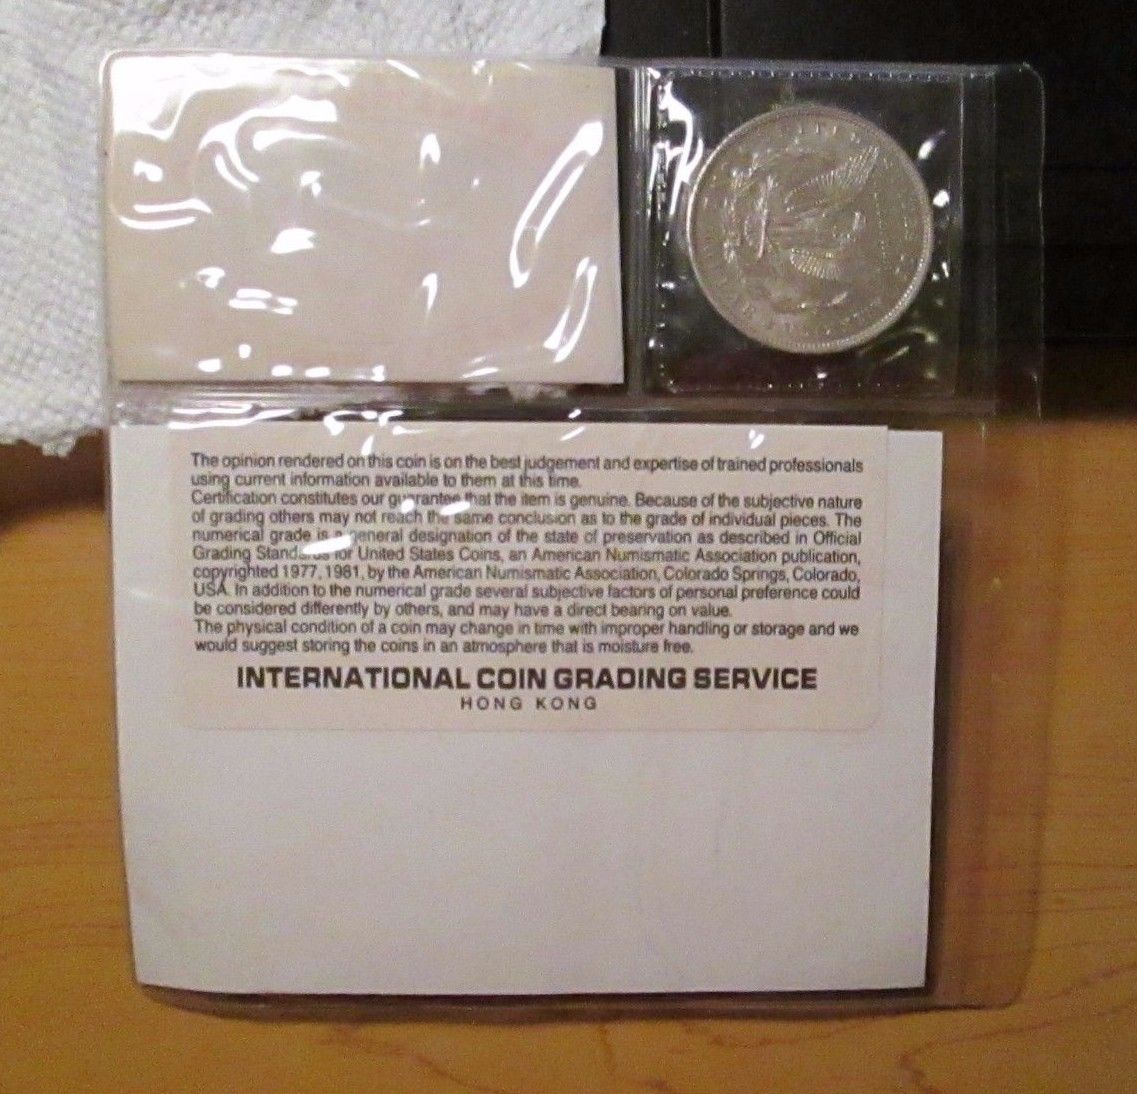 The opinion rendered on this coin is on the best judgement and expertise of trained professionals
using current information available to them at this time.
Certification constitutes our guarantee that the item is genuine. Because of the subjective nature
of grading others may not reach the same conclusion as to the grade of individual pieces. The
numerical grade is a general designation of the state of preservation as described in Official
Grading Standards for United States Coins, an American Numismatic Association publication,
copyrighted 1977, 1981, by the American Numismatic Association, Colorado Springs, Colorado,
USA. In addition to the numerical grade several subjective factors of personal preference could
be considered differently by others, and may have a direct bearing on value.
The physical condition of a coin may change in time with improper handling or storage and we
would suggest storing the coins in an atmosphere that is moisture free.
INTERNATIONAL COIN GRADING SERVICE
HONG KONG